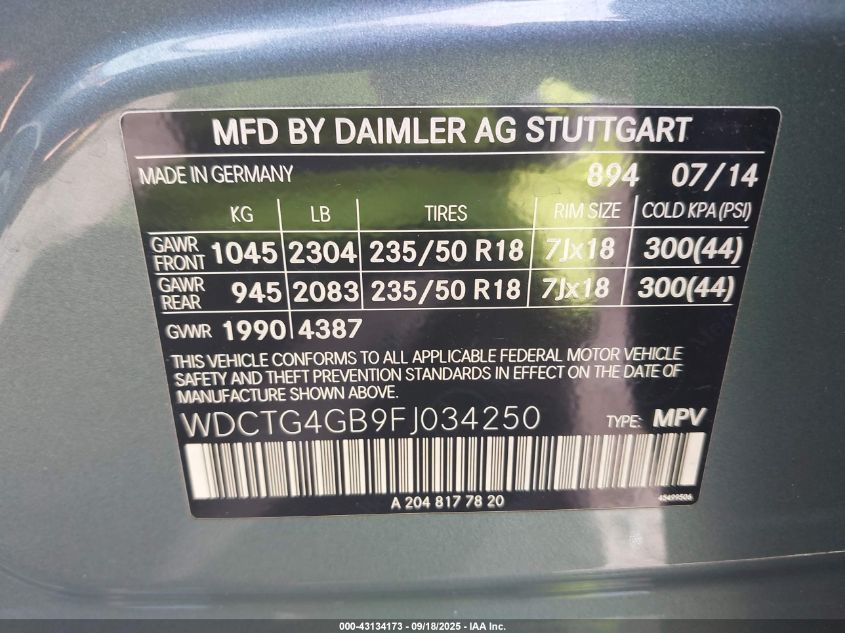 MFD BY DAIMLER AG STUTTGART
MADE IN GERMANY 894 07/14
KG LB TIRES RIM SIZE COLD KPA (PSI)
GAWR FRONT 1045 2304 235/50 R18 7Jx18 300(44)
GAWR REAR 945 2083 235/50 R18 7Jx18 300(44)
GVWR 1990 4387
THIS VEHICLE CONFORMS TO ALL APPLICABLE FEDERAL MOTOR VEHICLE
SAFETY AND THEFT PREVENTION STANDARDS IN EFFECT ON THE DATE OF
MANUFACTURE SHOWN ABOVE.
WDCTG4GB9FJ034250 TYPE: MPV
A 204 817 78 20 45499506
000-43134173 - 09/18/2025 - IAA Inc.